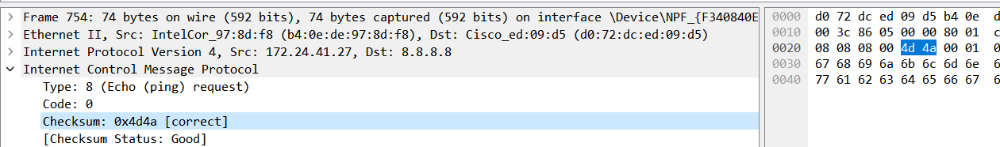 Frame 754: 74 bytes on wire (592 bits), 74 bytes captured (592 bits) on interface \Device\NPF_{F340840E
Ethernet II, Src: IntelCor_97:8d:f8 (b4:0e:de:97:8d:f8), Dst: Cisco_ed:09:d5 (d0:72:dc:ed:09:d5)
Internet Protocol Version 4, Src: 172.24.41.27, Dst: 8.8.8.8
Internet Control Message Protocol
Type: 8 (Echo (ping) request)
Code: 0
Checksum: 0x4d4a [correct]
[Checksum Status: Good]
0000 d0 72 dc ed 09 d5 b4 0e
0010 00 3c 86 05 00 00 80 01
0020 08 08 08 00 4d 4a 00 01
0030 67 68 69 6a 6b 6c 6d 6e
0040 77 61 62 63 64 65 66 67